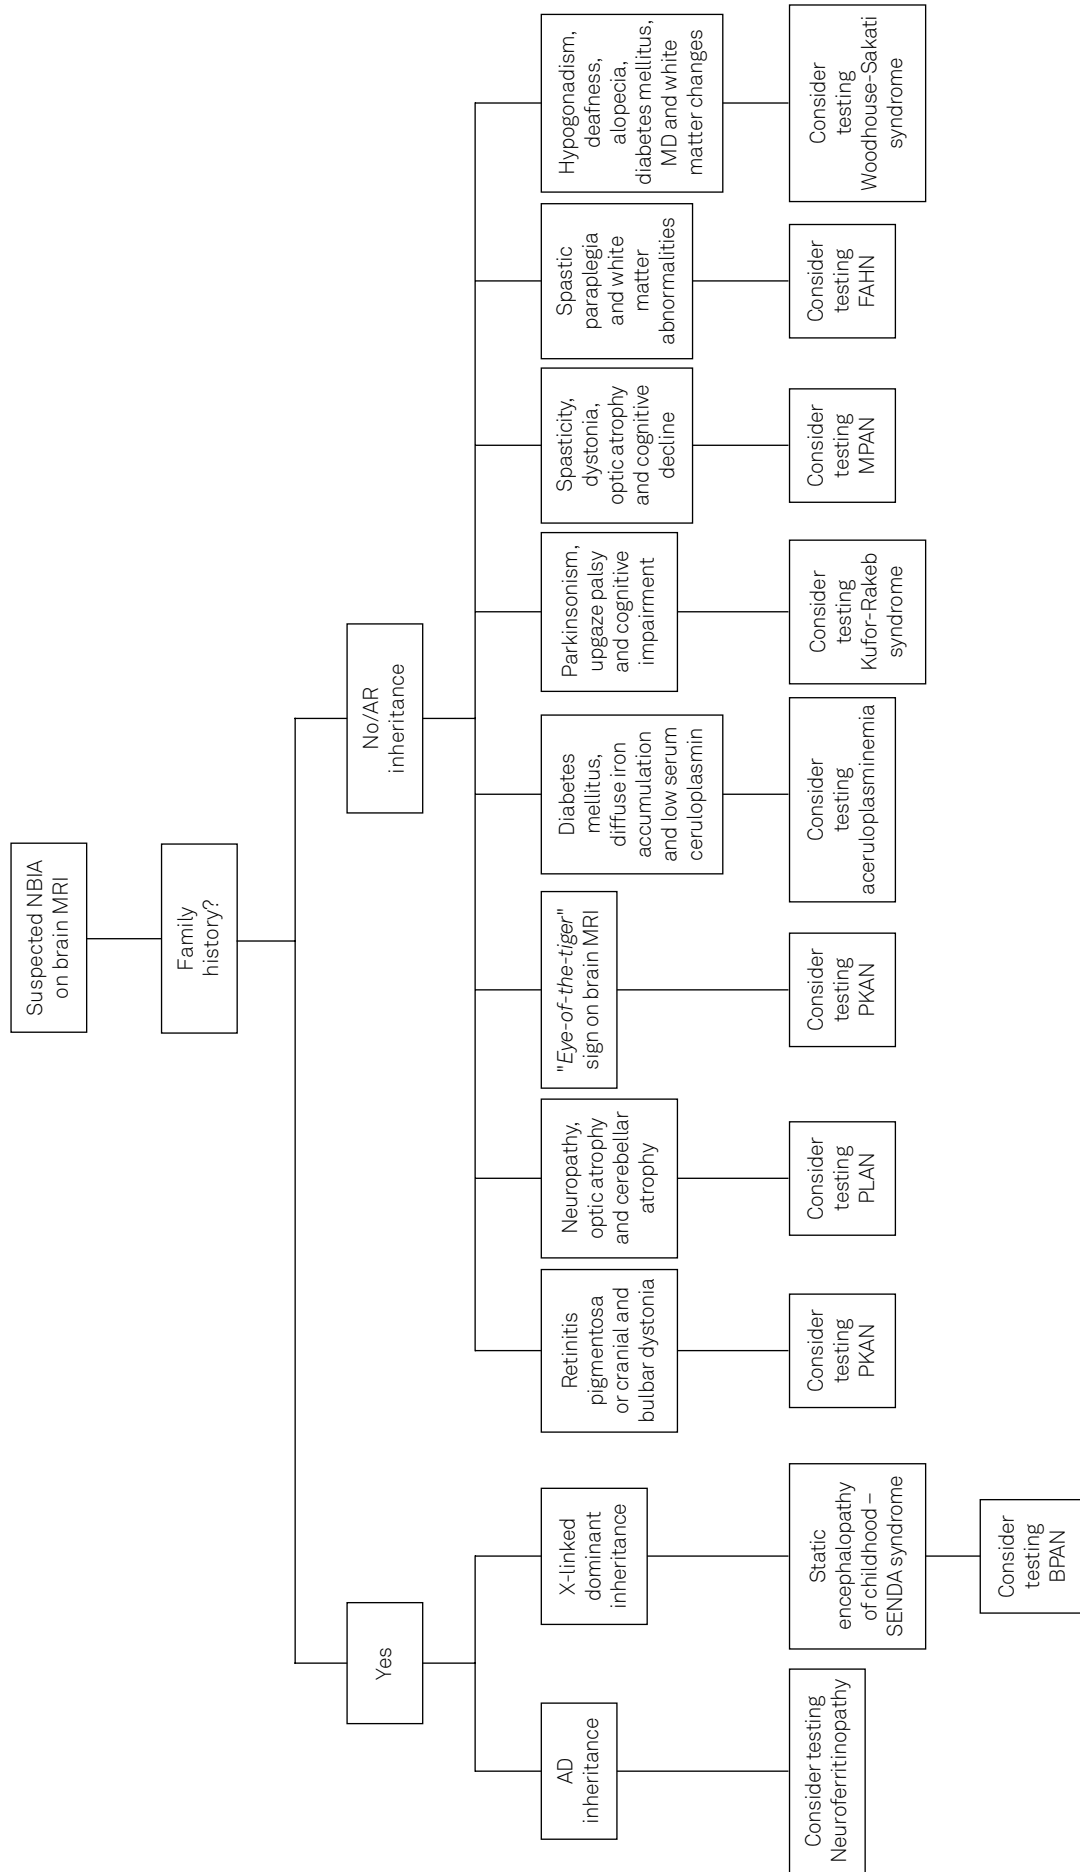 Suspected NBIA
on brain MRI
Family
history?
Yes
No/AR
inheritance
AD
inheritance
X-linked
dominant
inheritance
Retinitis
pigmentosa
or cranial and
bulbar dystonia
Neuropathy,
optic atrophy
and cerebellar
atrophy
"Eye-of-the-tiger"
sign on brain MRI
Diabetes
mellitus,
diffuse iron
accumulation
and low serum
ceruloplasmin
Parkinsonism,
upgaze palsy
and cognitive
impairment
Spasticity,
dystonia,
optic atrophy
and cognitive
decline
Spastic
paraplegia
and white
matter
abnormalities
Hypogonadism,
deafness,
alopecia,
diabetes mellitus,
MD and white
matter changes
Consider testing
Neuroferritinopathy
Static
encephalopathy
of childhood –
SENDA syndrome
Consider
testing
PKAN
Consider
testing
PLAN
Consider
testing
PKAN
Consider
testing
aceruloplasminemia
Consider
testing
Kufor-Rakeb
syndrome
Consider
testing
MPAN
Consider
testing
FAHN
Consider
testing
Woodhouse-Sakati
syndrome
Consider
testing
BPAN